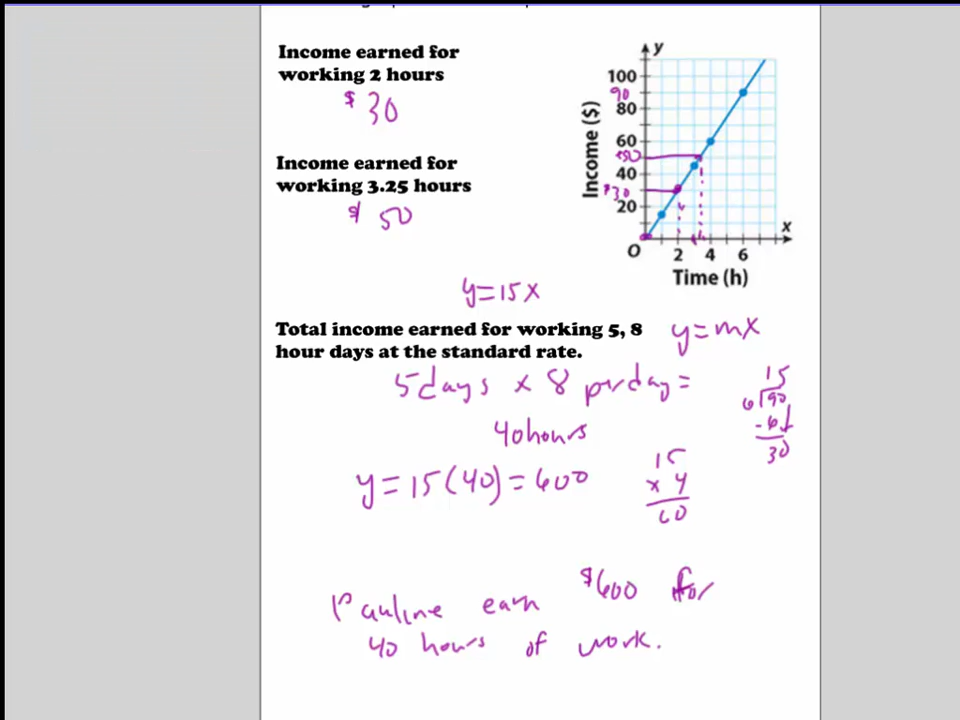 Income earned for
working 2 hours
$ 30
Income earned for
working 3.25 hours
$ 50
y
100
90
80
60
$50
40
$30
20
Income ($)
O
2 4 6
x
Time (h)
y=15x
Total income earned for working 5, 8
hour days at the standard rate.
y=mx
5 days x 8 per day =
40 hours
y=15(40)=600
15
6 90
-6↓
30
15
x 4
60
Pauline earn $600 for
40 hours of work.